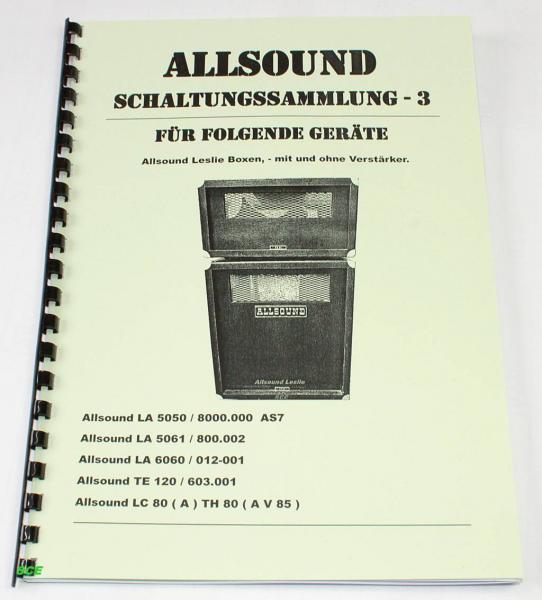 ALLSOUND
SCHALTUNGSSAMMLUNG - 3
FÜR FOLGENDE GERÄTE
Allsound Leslie Boxen, - mit und ohne Verstärker.
ALLSOUND
Allsound Leslie
Allsound LA 5050 / 8000.000 AS7
Allsound LA 5061 / 800.002
Allsound LA 6060 / 012-001
Allsound TE 120 / 603.001
Allsound LC 80 ( A ) TH 80 ( A V 85 )